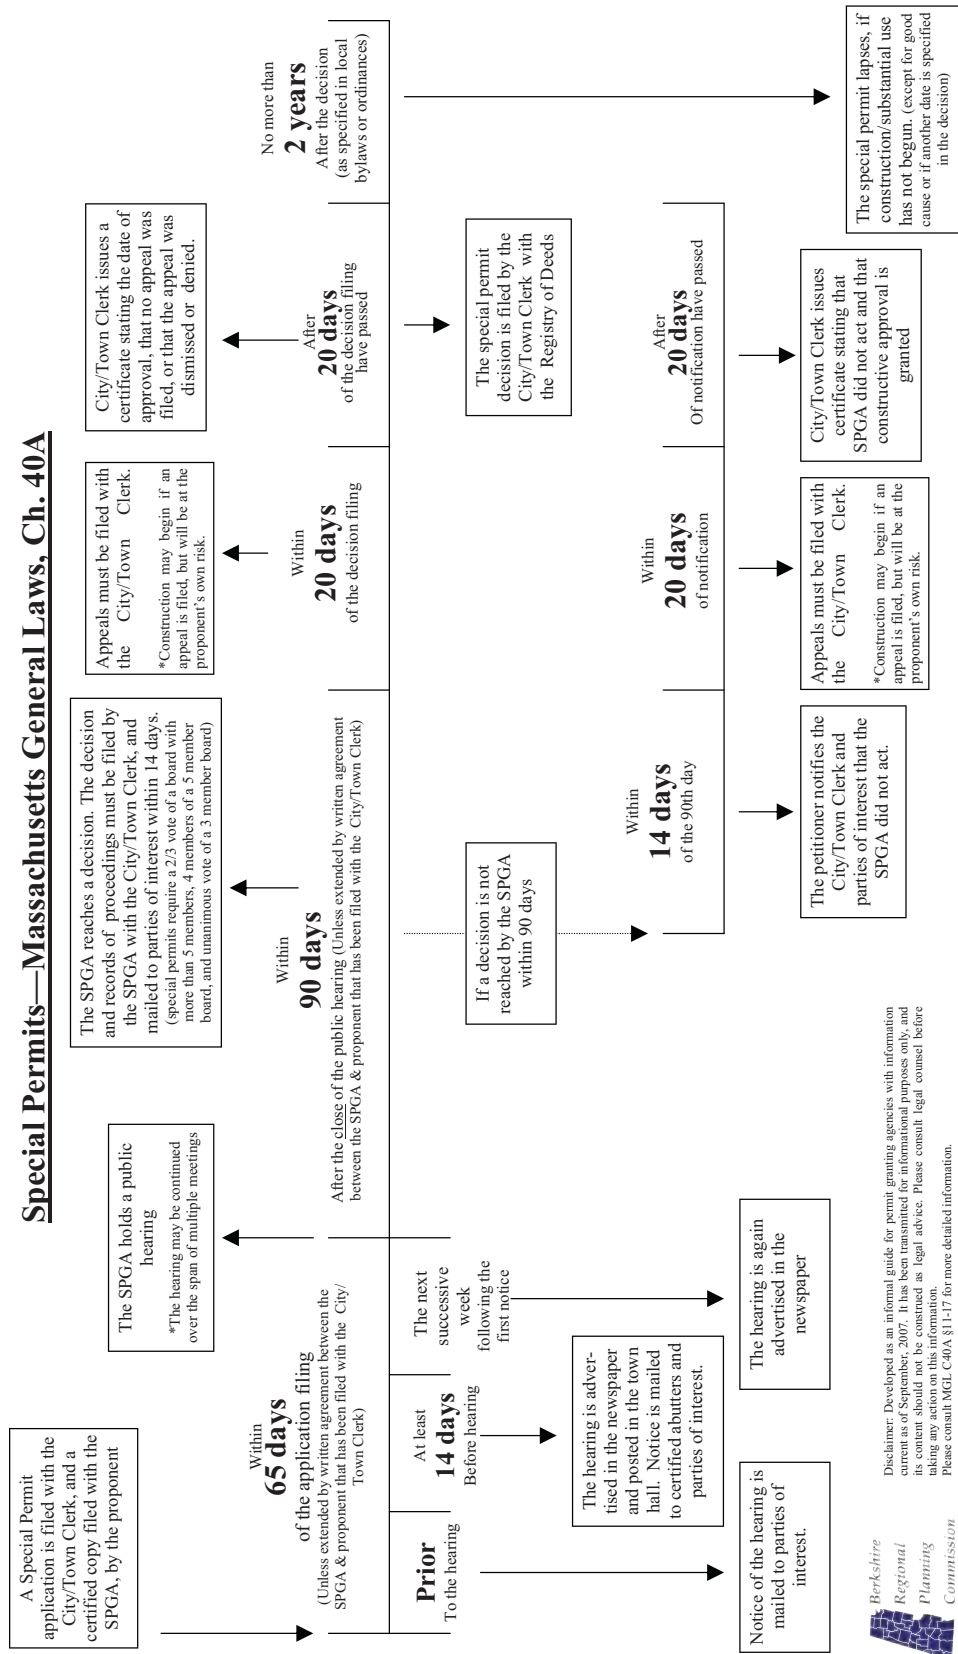 Special Permits—Massachusetts General Laws, Ch. 40A
A Special Permit
application is filed with the
City/Town Clerk, and a
certified copy filed with the
SPGA, by the proponent
The SPGA holds a public
hearing
*The hearing may be continued
over the span of multiple meetings
The SPGA reaches a decision. The decision
and records of proceedings must be filed by
the SPGA with the City/Town Clerk, and
mailed to parties of interest within 14 days.
(special permits require a 2/3 vote of a board with
more than 5 members, 4 members of a 5 member
board, and unanimous vote of a 3 member board)
Appeals must be filed with
the City/Town Clerk.
*Construction may begin if an
appeal is filed, but will be at the
proponent's own risk.
City/Town Clerk issues a
certificate stating the date of
approval, that no appeal was
filed, or that the appeal was
dismissed or denied.
Within
65 days
of the application filing
(Unless extended by written agreement between the
SPGA & proponent that has been filed with the City/
Town Clerk)
Within
90 days
After the close of the public hearing (Unless extended by written agreement
between the SPGA & proponent that has been filed with the City/Town Clerk)
Within
20 days
of the decision filing
After
20 days
of the decision filing
have passed
No more than
2 years
After the decision
(as specified in local
bylaws or ordinances)
Prior
To the hearing
At least
14 days
Before hearing
The next
successive
week
following the
first notice
If a decision is not
reached by the SPGA
within 90 days
The special permit
decision is filed by the
City/Town Clerk with
the Registry of Deeds
The hearing is adver-
tised in the newspaper
and posted in the town
hall. Notice is mailed
to certified abutters and
parties of interest.
Within
14 days
of the 90th day
Within
20 days
of notification
After
20 days
Of notification have passed
Notice of the hearing is
mailed to parties of
interest.
The hearing is again
advertised in the
newspaper
The petitioner notifies the
City/Town Clerk and
parties of interest that the
SPGA did not act.
Appeals must be filed with
the City/Town Clerk.
*Construction may begin if an
appeal is filed, but will be at the
proponent's own risk.
City/Town Clerk issues
certificate stating that
SPGA did not act and that
constructive approval is
granted
The special permit lapses, if
construction/substantial use
has not begun. (except for good
cause or if another date is specified
in the decision)
Berkshire
Regional
Planning
Commission
Disclaimer: Developed as an informal guide for permit granting agencies with information
current as of September, 2007. It has been transmitted for informational purposes only, and
its content should not be construed as legal advice. Please consult legal counsel before
taking any action on this information.
Please consult MGL C40A §11-17 for more detailed information.